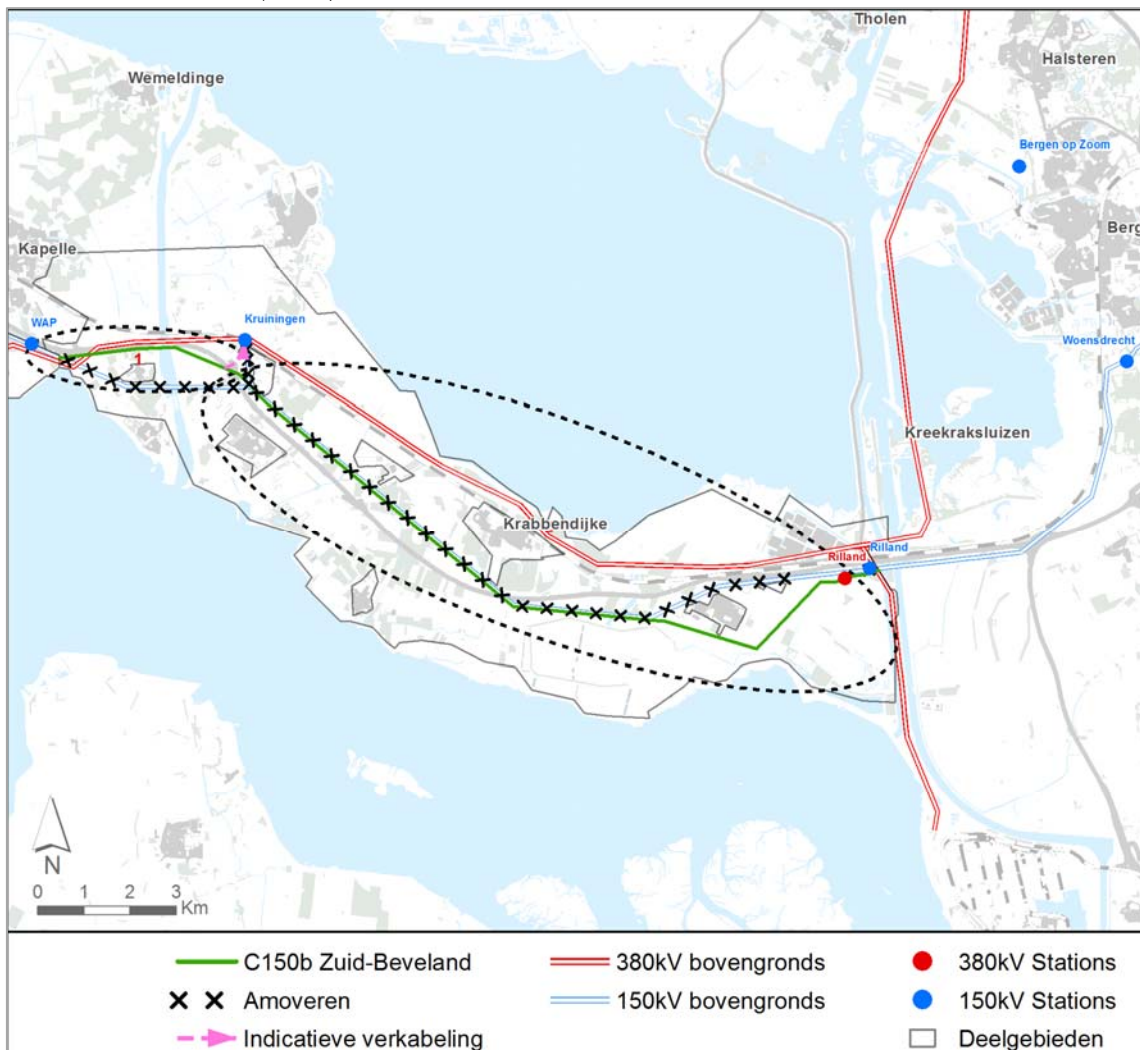 Tholen
Halsteren
Wemeldinge
Bergen op Zoom
Berg
Kapelle
WAP
Kruiningen
1
Woensdrecht
Kreekraksluizen
Krabbendijke
Rilland
Rilland
N
0 1 2 3
Km
C150b Zuid-Beveland
380kV bovengronds
380kV Stations
Amoveren
150kV bovengronds
150kV Stations
Indicatieve verkabeling
Deelgebieden